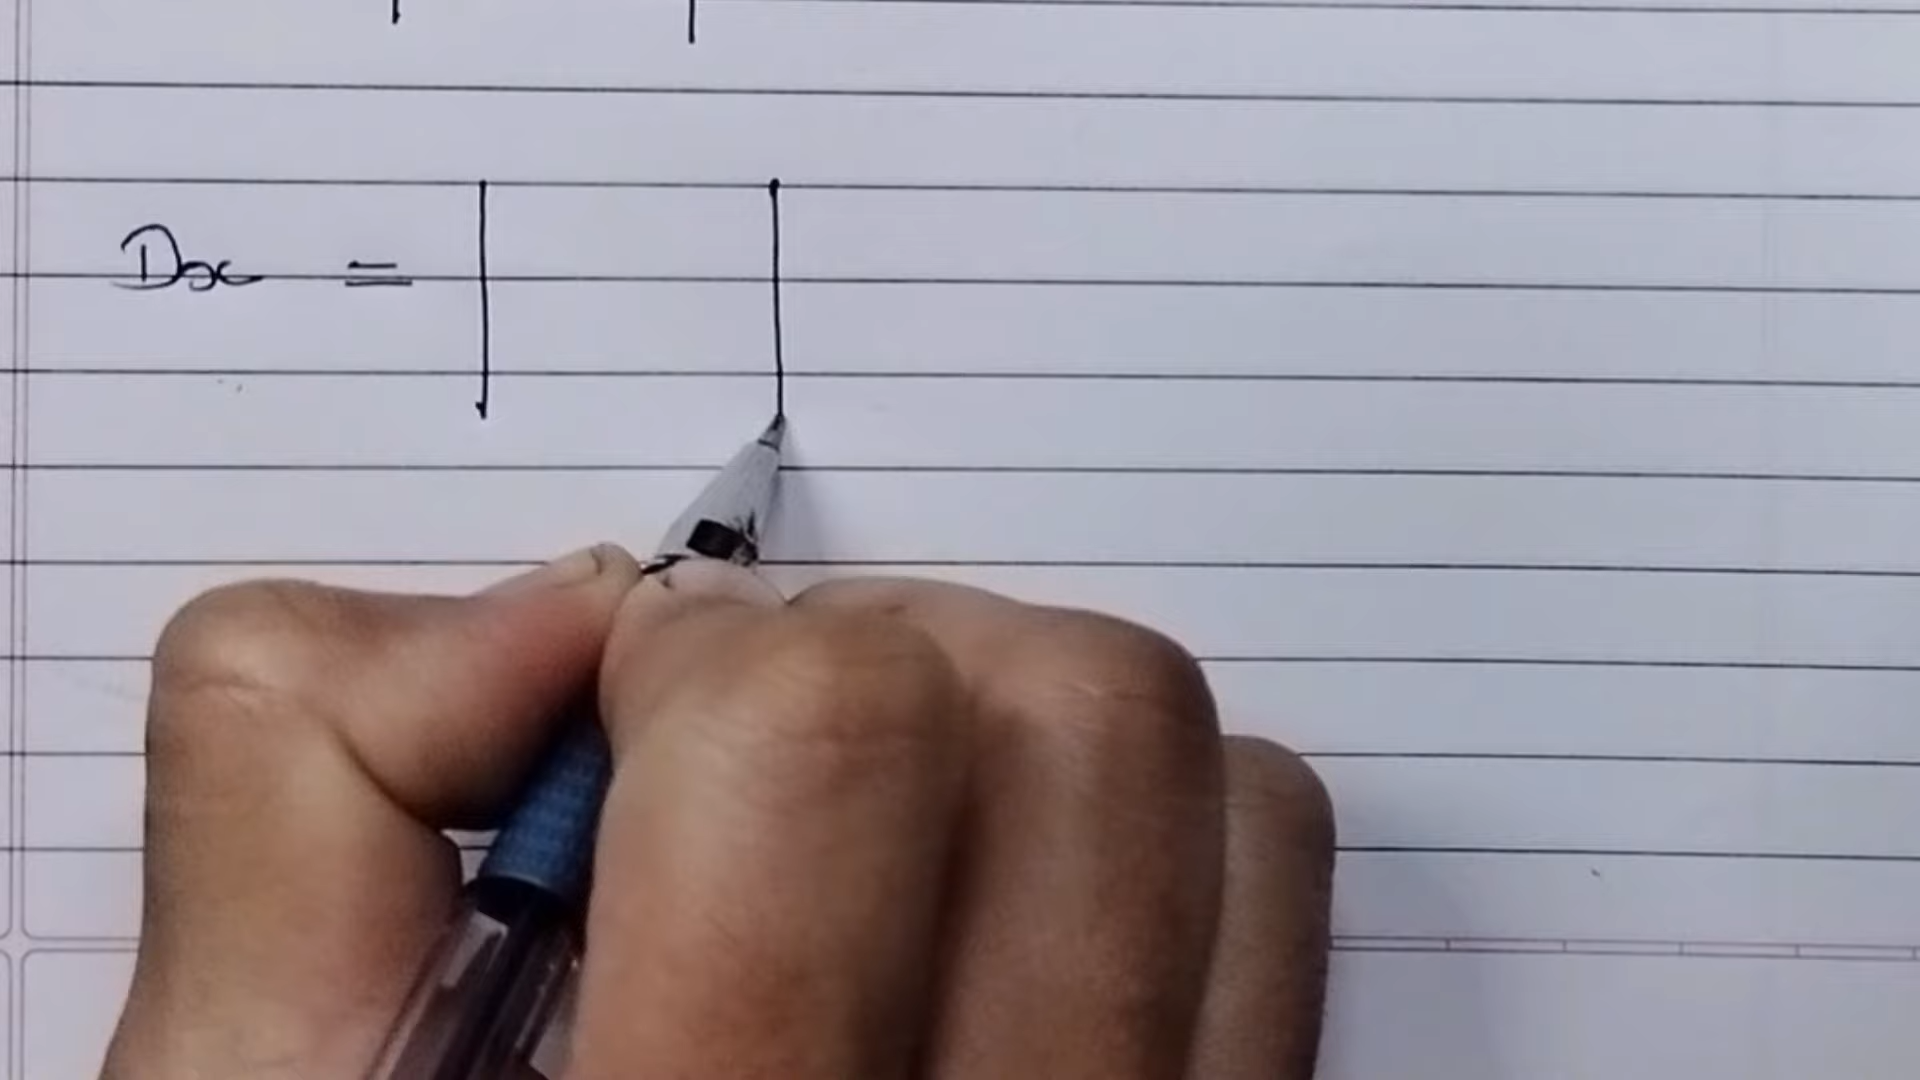 Dx = | |